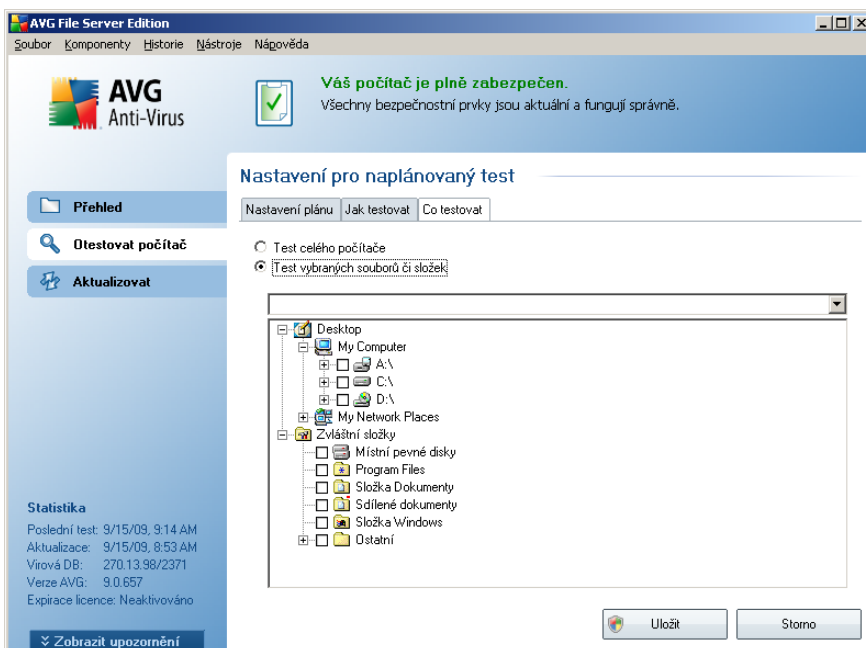 AVG File Server Edition
Soubor Komponenty Historie Nástroje Nápověda
AVG
Anti-Virus
Váš počítač je plně zabezpečen.
Všechny bezpečnostní prvky jsou aktuální a fungují správně.
Nastavení pro naplánovaný test
Přehled
Otestovat počítač
Aktualizovat
Nastavení plánu Jak testovat Co testovat
Test celého počítače
Test vybraných souborů či složek
Desktop
My Computer
A:\
C:\
D:\
My Network Places
Zvláštní složky
Místní pevné disky
Program Files
Složka Dokumenty
Sdílené dokumenty
Složka Windows
Ostatní
Statistika
Poslední test: 9/15/09, 9:14 AM
Aktualizace: 9/15/09, 8:53 AM
Virová DB: 270.13.98/2371
Verze AVG: 9.0.657
Expirace licence: Neaktivováno
Zobrazit upozornění
Uložit
Storno